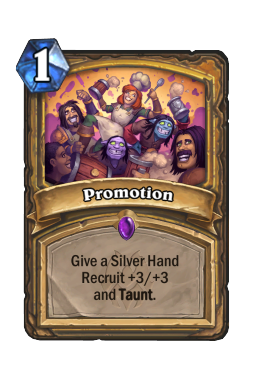 1
Promotion
Give a Silver Hand
Recruit +3/+3
and Taunt.